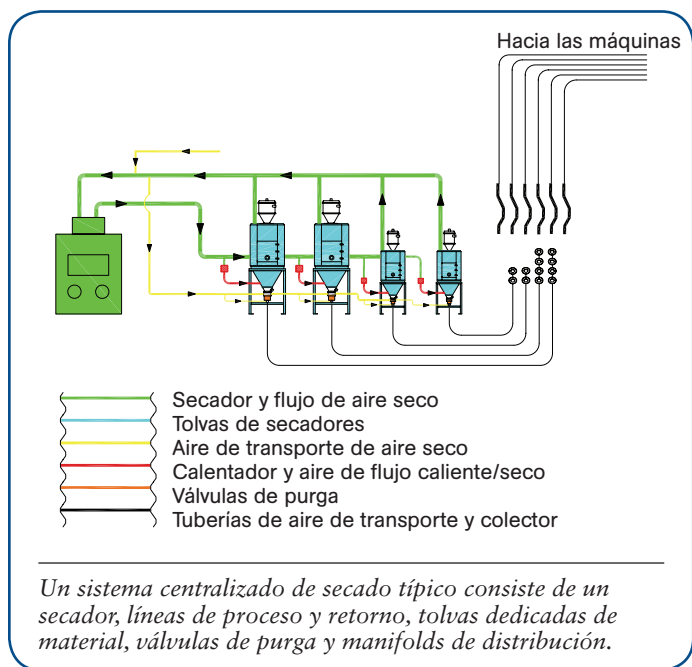 Hacia las máquinas
Secador y flujo de aire seco
Tolvas de secadores
Aire de transporte de aire seco
Calentador y aire de flujo caliente/seco
Válvulas de purga
Tuberías de aire de transporte y colector
Un sistema centralizado de secado típico consiste de un
secador, líneas de proceso y retorno, tolvas dedicadas de
material, válvulas de purga y manifolds de distribución.